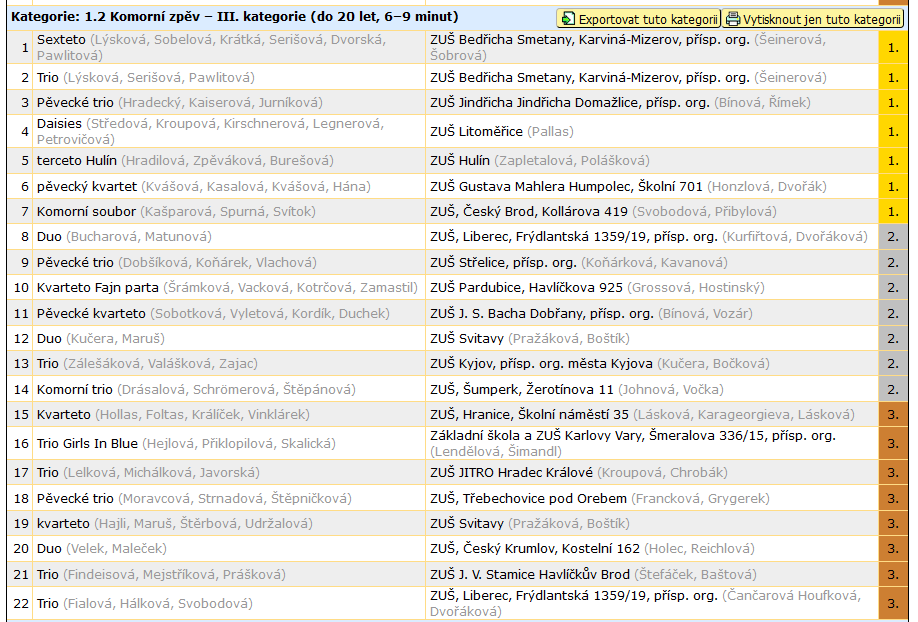 Kategorie: 1.2 Komorní zpěv – III. kategorie (do 20 let, 6–9 minut) Exportovat tuto kategorii Vytisknout jen tuto kategorii
1 Sexteto (Lýsková, Sobelová, Krátká, Serišová, Dvorská, Pawlitová) ZUŠ Bedřicha Smetany, Karviná-Mizerov, přísp. org. (Šeinerová, Šobrová) 1.
2 Trio (Lýsková, Serišová, Pawlitová) ZUŠ Bedřicha Smetany, Karviná-Mizerov, přísp. org. (Šeinerová) 1.
3 Pěvecké trio (Hradecký, Kaiserová, Jurníková) ZUŠ Jindřicha Jindřicha Domažlice, přísp. org. (Bínová, Římek) 1.
4 Daisies (Středová, Kroupová, Kirschnerová, Legnerová, Petrovičová) ZUŠ Litoměřice (Pallas) 1.
5 terceto Hulín (Hradilová, Zpěváková, Burešová) ZUŠ Hulín (Zapletalová, Polášková) 1.
6 pěvecký kvartet (Kvášová, Kasalová, Kvášová, Hána) ZUŠ Gustava Mahlera Humpolec, Školní 701 (Honzlová, Dvořák) 1.
7 Komorní soubor (Kašparová, Spurná, Svítok) ZUŠ, Český Brod, Kollárova 419 (Svobodová, Přibylová) 1.
8 Duo (Bucharová, Matunová) ZUŠ, Liberec, Frýdlantská 1359/19, přísp. org. (Kurfiřtová, Dvořáková) 2.
9 Pěvecké trio (Dobšíková, Koňárek, Vlachová) ZUŠ Střelice, přísp. org. (Koňárková, Kavanová) 2.
10 Kvarteto Fajn parta (Šrámková, Vacková, Kotrčová, Zamastil) ZUŠ Pardubice, Havlíčkova 925 (Grossová, Hostinský) 2.
11 Pěvecké kvarteto (Sobotková, Vyletová, Kordík, Duchek) ZUŠ J. S. Bacha Dobřany, přísp. org. (Bínová, Vozár) 2.
12 Duo (Kučera, Maruš) ZUŠ Svitavy (Pražáková, Boštík) 2.
13 Trio (Zálešáková, Valášková, Zajac) ZUŠ Kyjov, přísp. org. města Kyjova (Kučera, Bočková) 2.
14 Komorní trio (Drásalová, Schrömerová, Štěpánová) ZUŠ, Šumperk, Žerotínova 11 (Johnová, Vočka) 2.
15 Kvarteto (Hollas, Foltas, Králíček, Vinklárek) ZUŠ, Hranice, Školní náměstí 35 (Lásková, Karageorgieva, Lásková) 3.
16 Trio Girls In Blue (Hejlová, Přiklopilová, Skalická) Základní škola a ZUŠ Karlovy Vary, Šmeralova 336/15, přísp. org. (Lendělová, Šimandl) 3.
17 Trio (Lelková, Michálková, Javorská) ZUŠ JITRO Hradec Králové (Kroupová, Chrobák) 3.
18 Pěvecké trio (Moravcová, Strnadová, Štěpničková) ZUŠ, Třebechovice pod Orebem (Francková, Grygerek) 3.
19 kvarteto (Hajli, Maruš, Štěrbová, Udržalová) ZUŠ Svitavy (Pražáková, Boštík) 3.
20 Duo (Velek, Maleček) ZUŠ, Český Krumlov, Kostelní 162 (Holec, Reichlová) 3.
21 Trio (Findeisová, Mejstříková, Prášková) ZUŠ J. V. Stamice Havlíčkův Brod (Štefáček, Baštová) 3.
22 Trio (Fialová, Hálková, Svobodová) ZUŠ, Liberec, Frýdlantská 1359/19, přísp. org. (Čančarová Houfková, Dvořáková) 3.